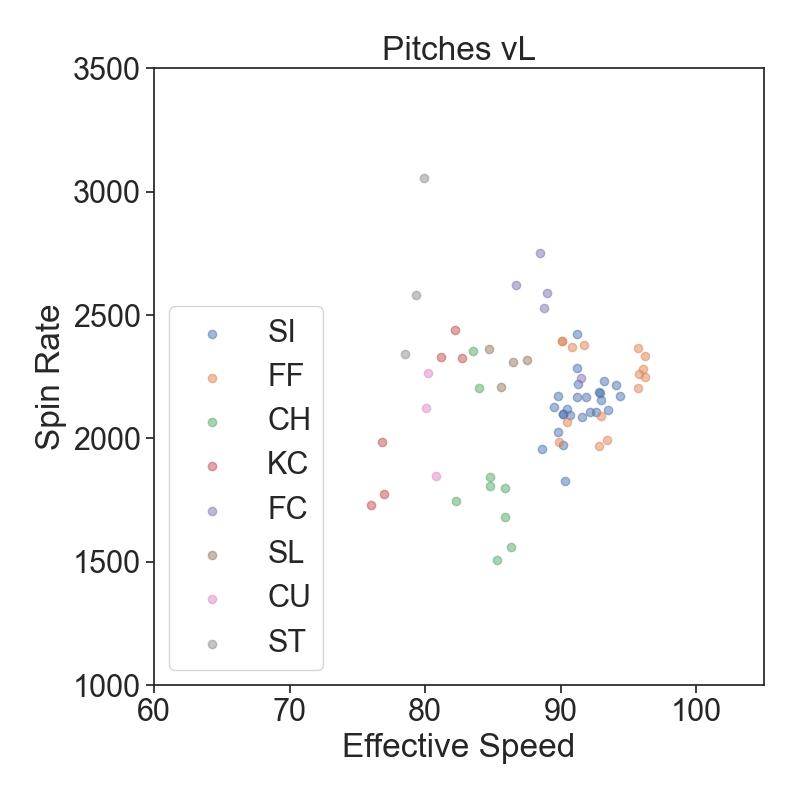 Pitches vL
3500
3000
2500
2000
1500
1000
Spin Rate
SI
FF
CH
KC
FC
SL
CU
ST
60 70 80 90 100
Effective Speed